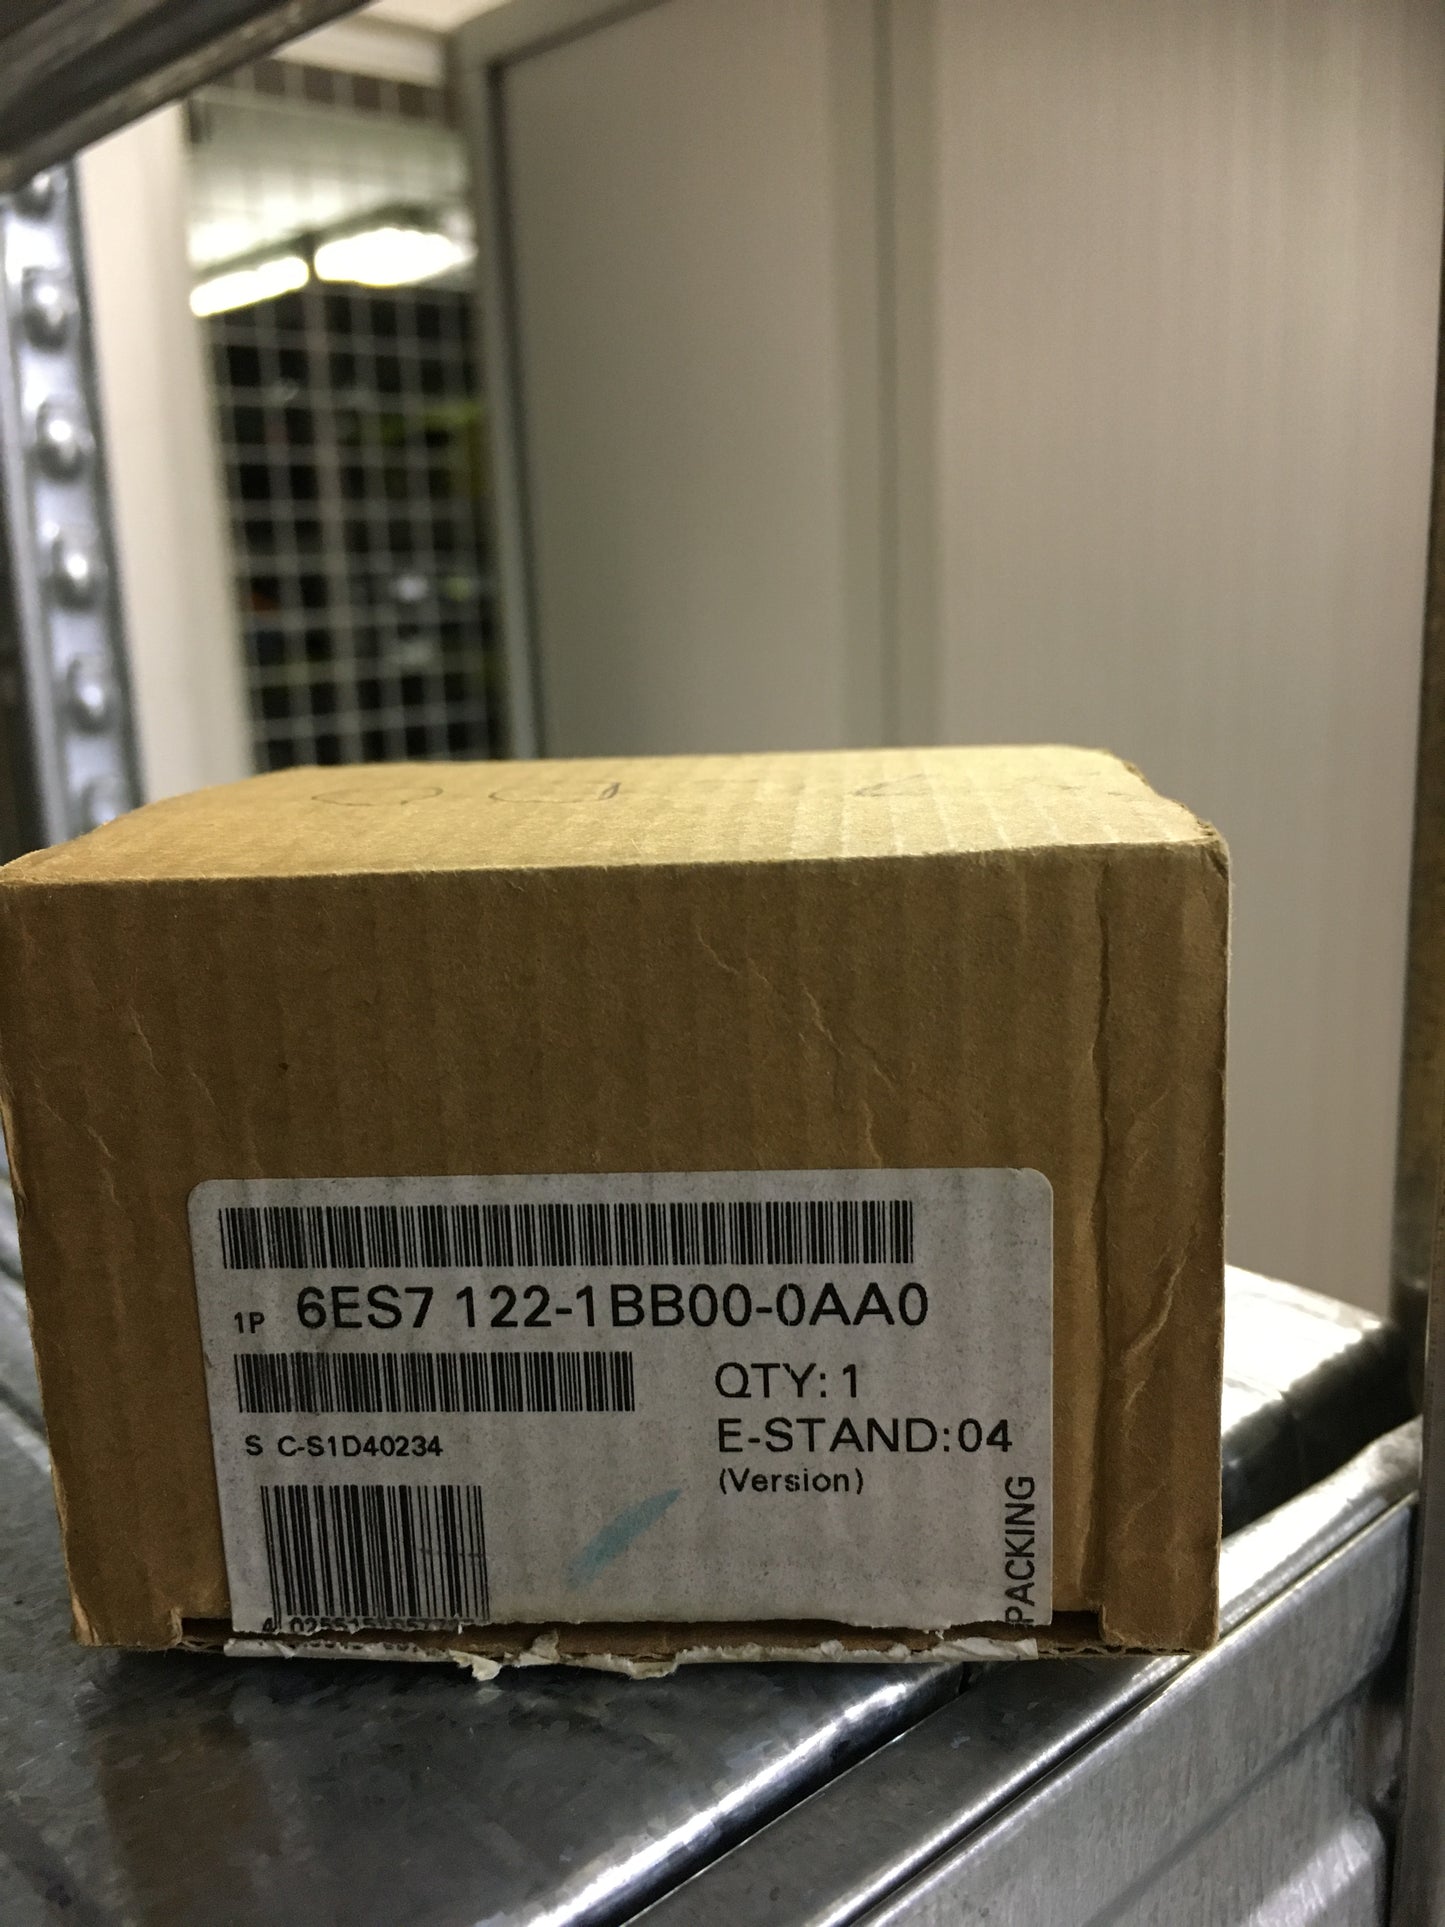 1P 6ES7 122-1BB00-0AA0
QTY: 1
S C-S1D40234
E-STAND:04
(Version)
PACKING